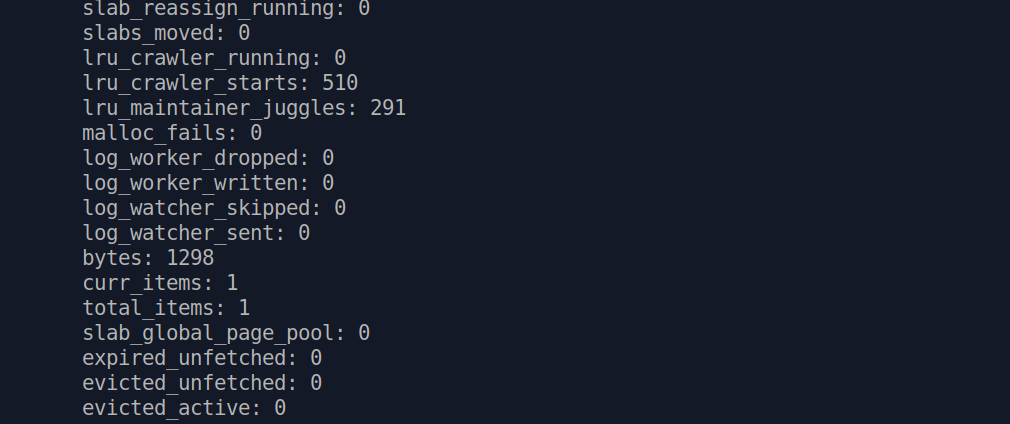 slab_reassign_running: 0
slabs_moved: 0
lru_crawler_running: 0
lru_crawler_starts: 510
lru_maintainer_juggles: 291
malloc_fails: 0
log_worker_dropped: 0
log_worker_written: 0
log_watcher_skipped: 0
log_watcher_sent: 0
bytes: 1298
curr_items: 1
total_items: 1
slab_global_page_pool: 0
expired_unfetched: 0
evicted_unfetched: 0
evicted_active: 0